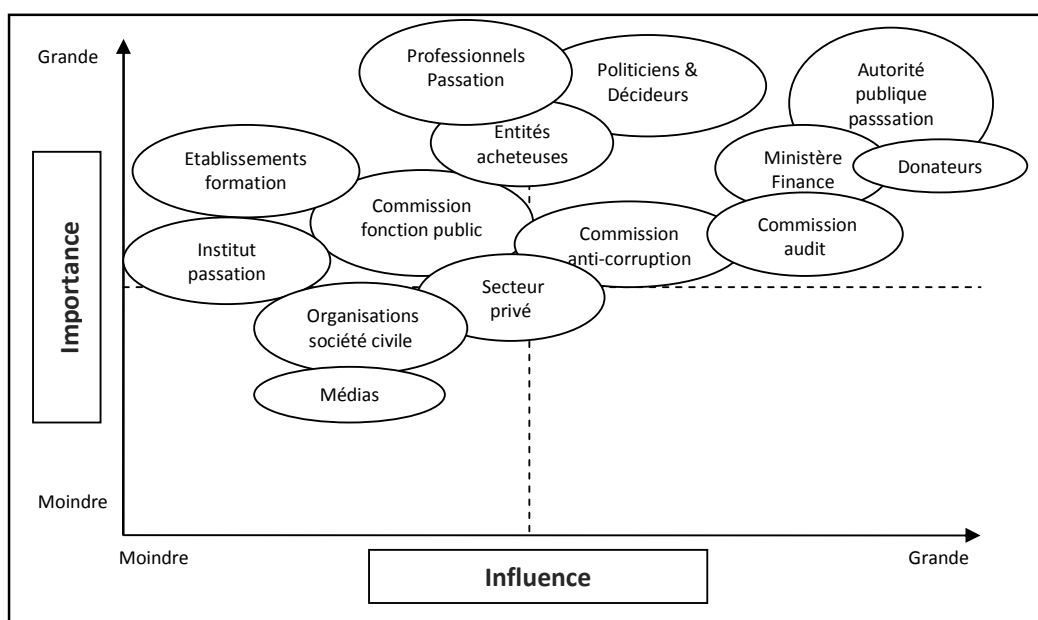 Grande
Professionnels
Passation
Politiciens &
Décideurs
Autorité
publique
passsation
Entités
acheteuses
Etablissements
formation
Ministère
Finance
Donateurs
Commission
fonction public
Commission
anti-corruption
Commission
audit
Institut
passation
Secteur
privé
Organisations
société civile
Médias
Importance
Moindre
Moindre
Influence
Grande